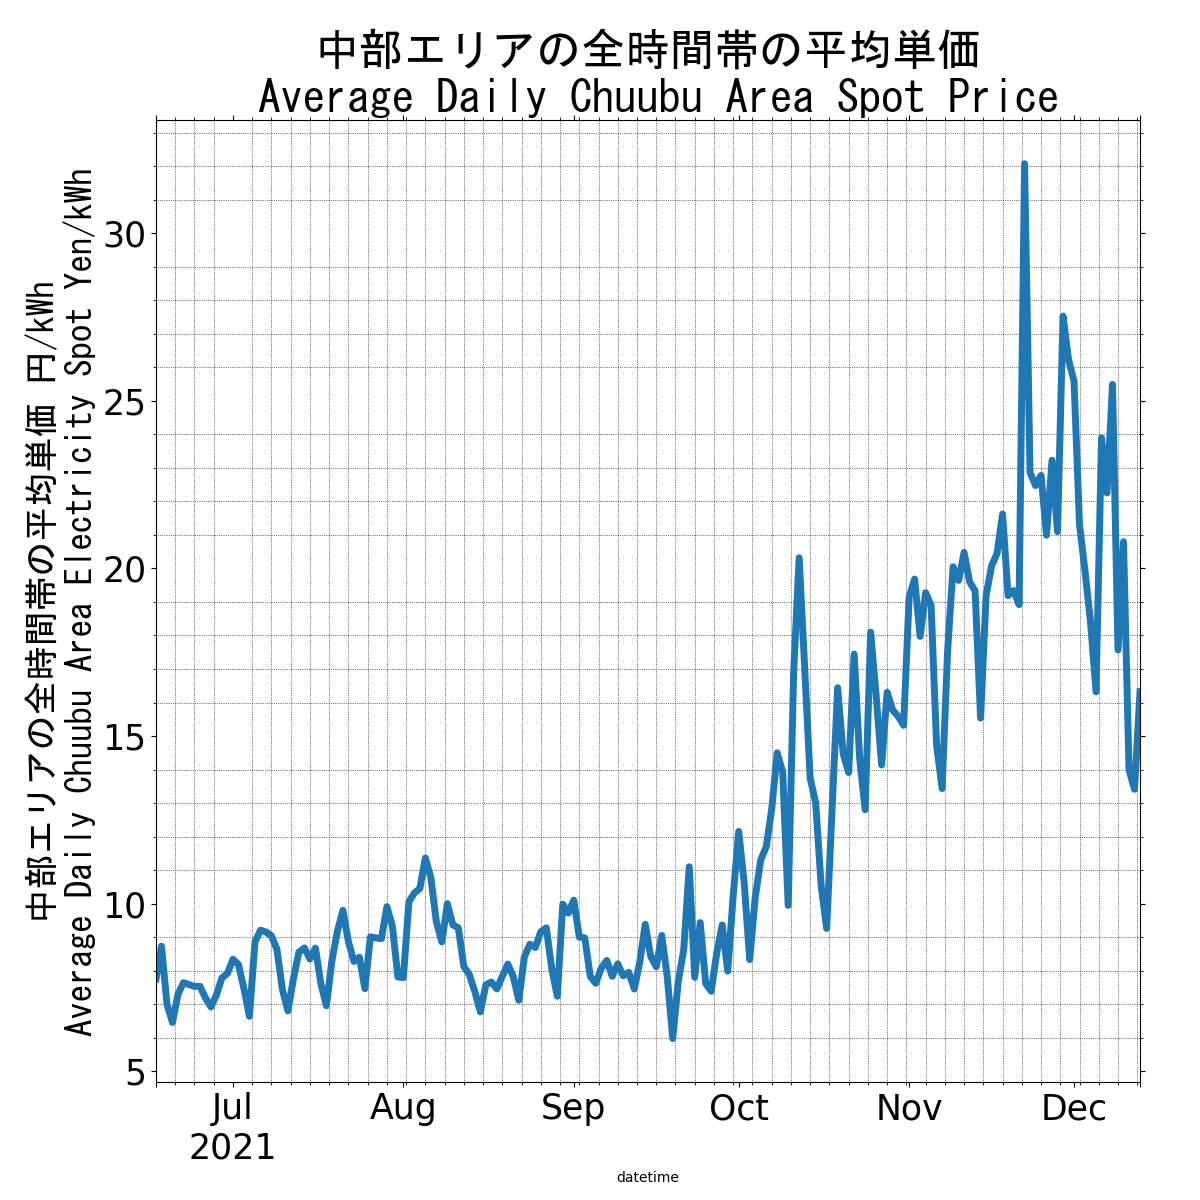 中部エリアの全時間帯の平均単価
Average Daily Chuubu Area Spot Price
中部エリアの全時間帯の平均単価 円/kWh
Average Daily Chuubu Area Electricity Spot Yen/kWh
30
25
20
15
10
5
Jul
2021
Aug
Sep
Oct
Nov
Dec
datetime